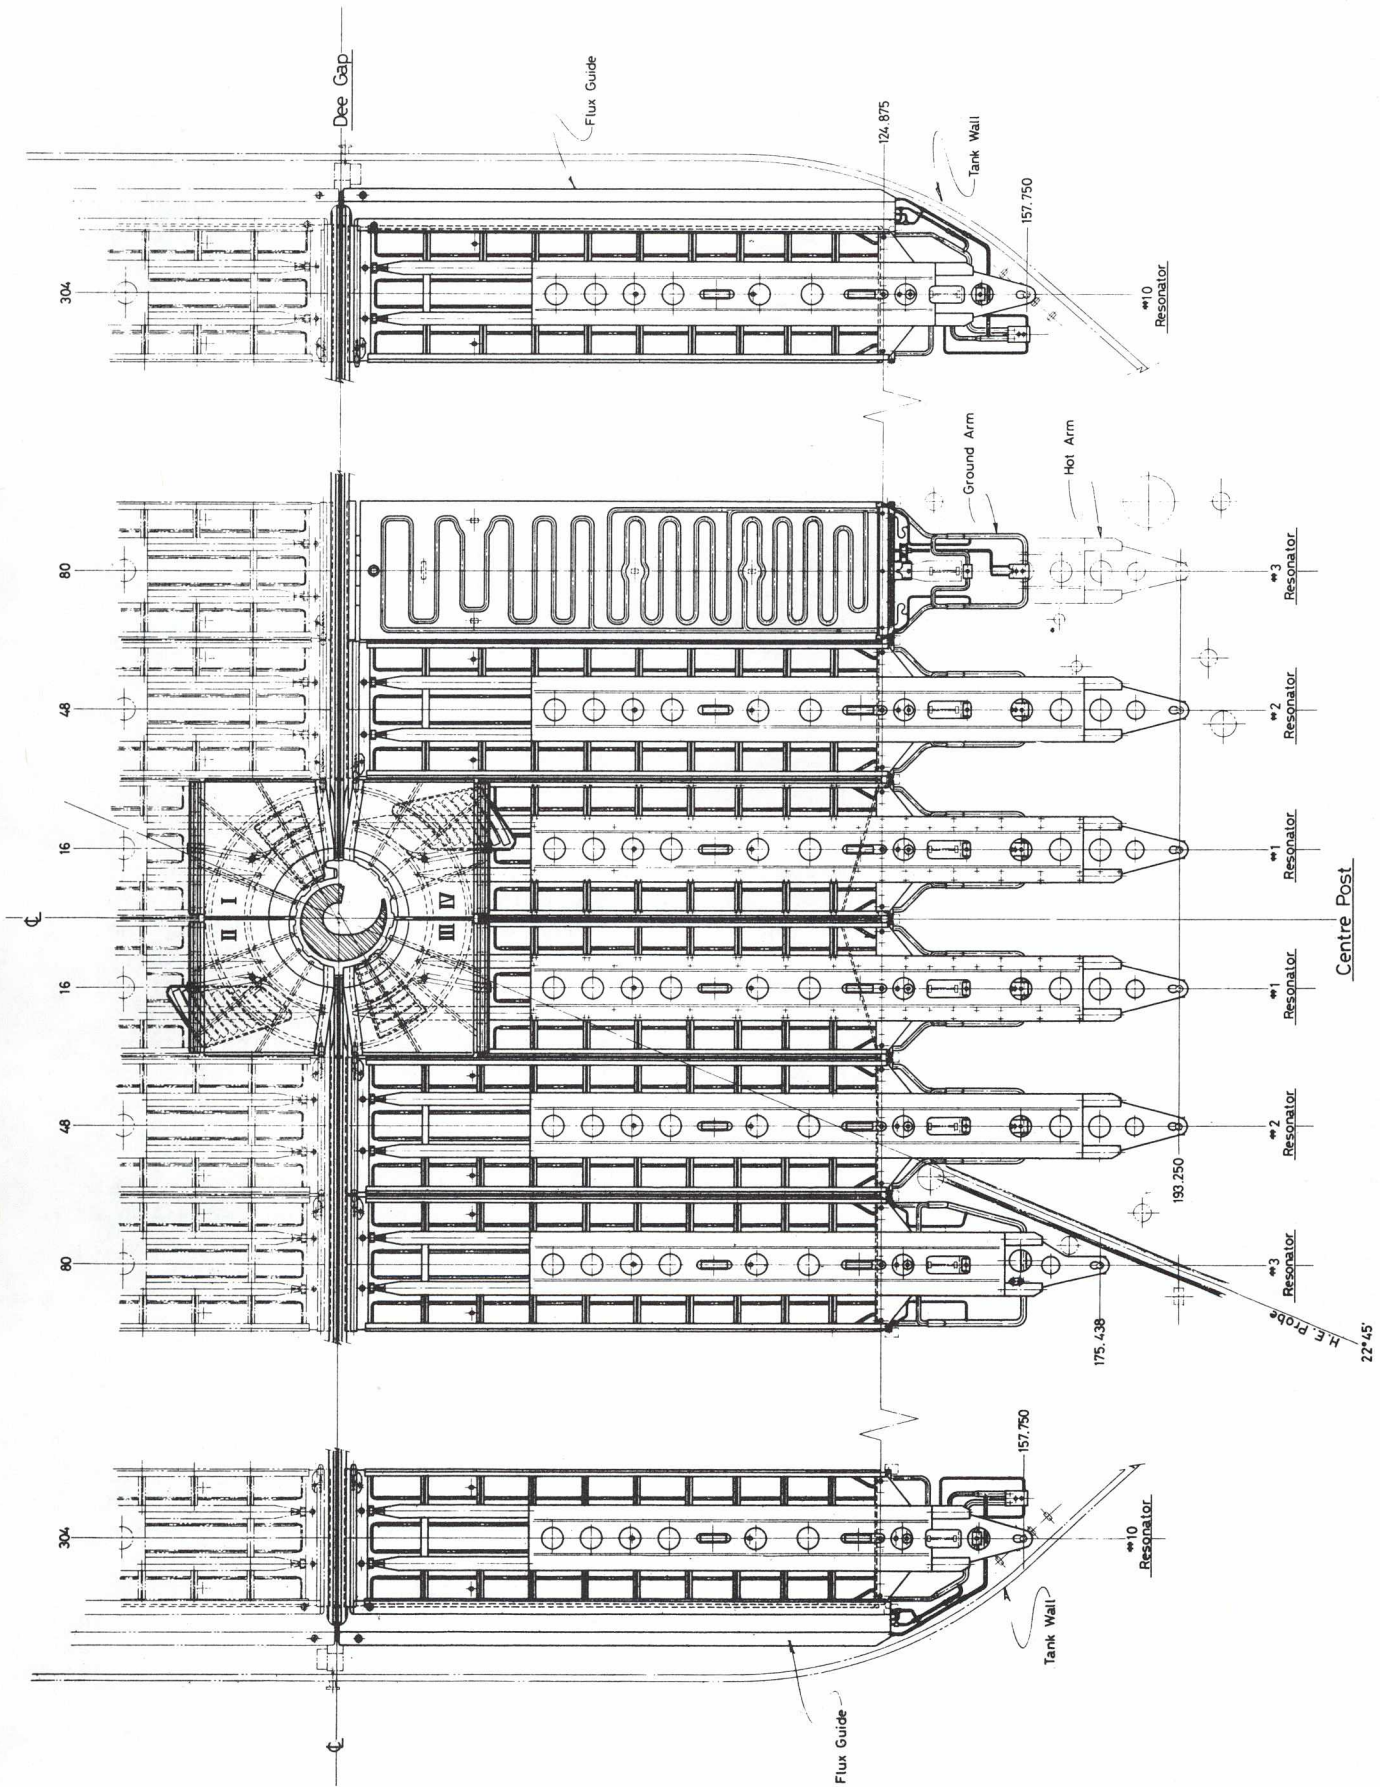 Dee Gap
Flux Guide
124.875
Tank Wall
157.750
304
#10
Resonator
Ground Arm
Hot Arm
80
#3
Resonator
48
#2
Resonator
16
#1
Resonator
℄
I
II
IV
III
Centre Post
16
#1
Resonator
48
#2
Resonator
193.250
80
#3
Resonator
175.438
H.E. Probe
22°45'
304
#10
Resonator
157.750
Tank Wall
℄
Flux Guide